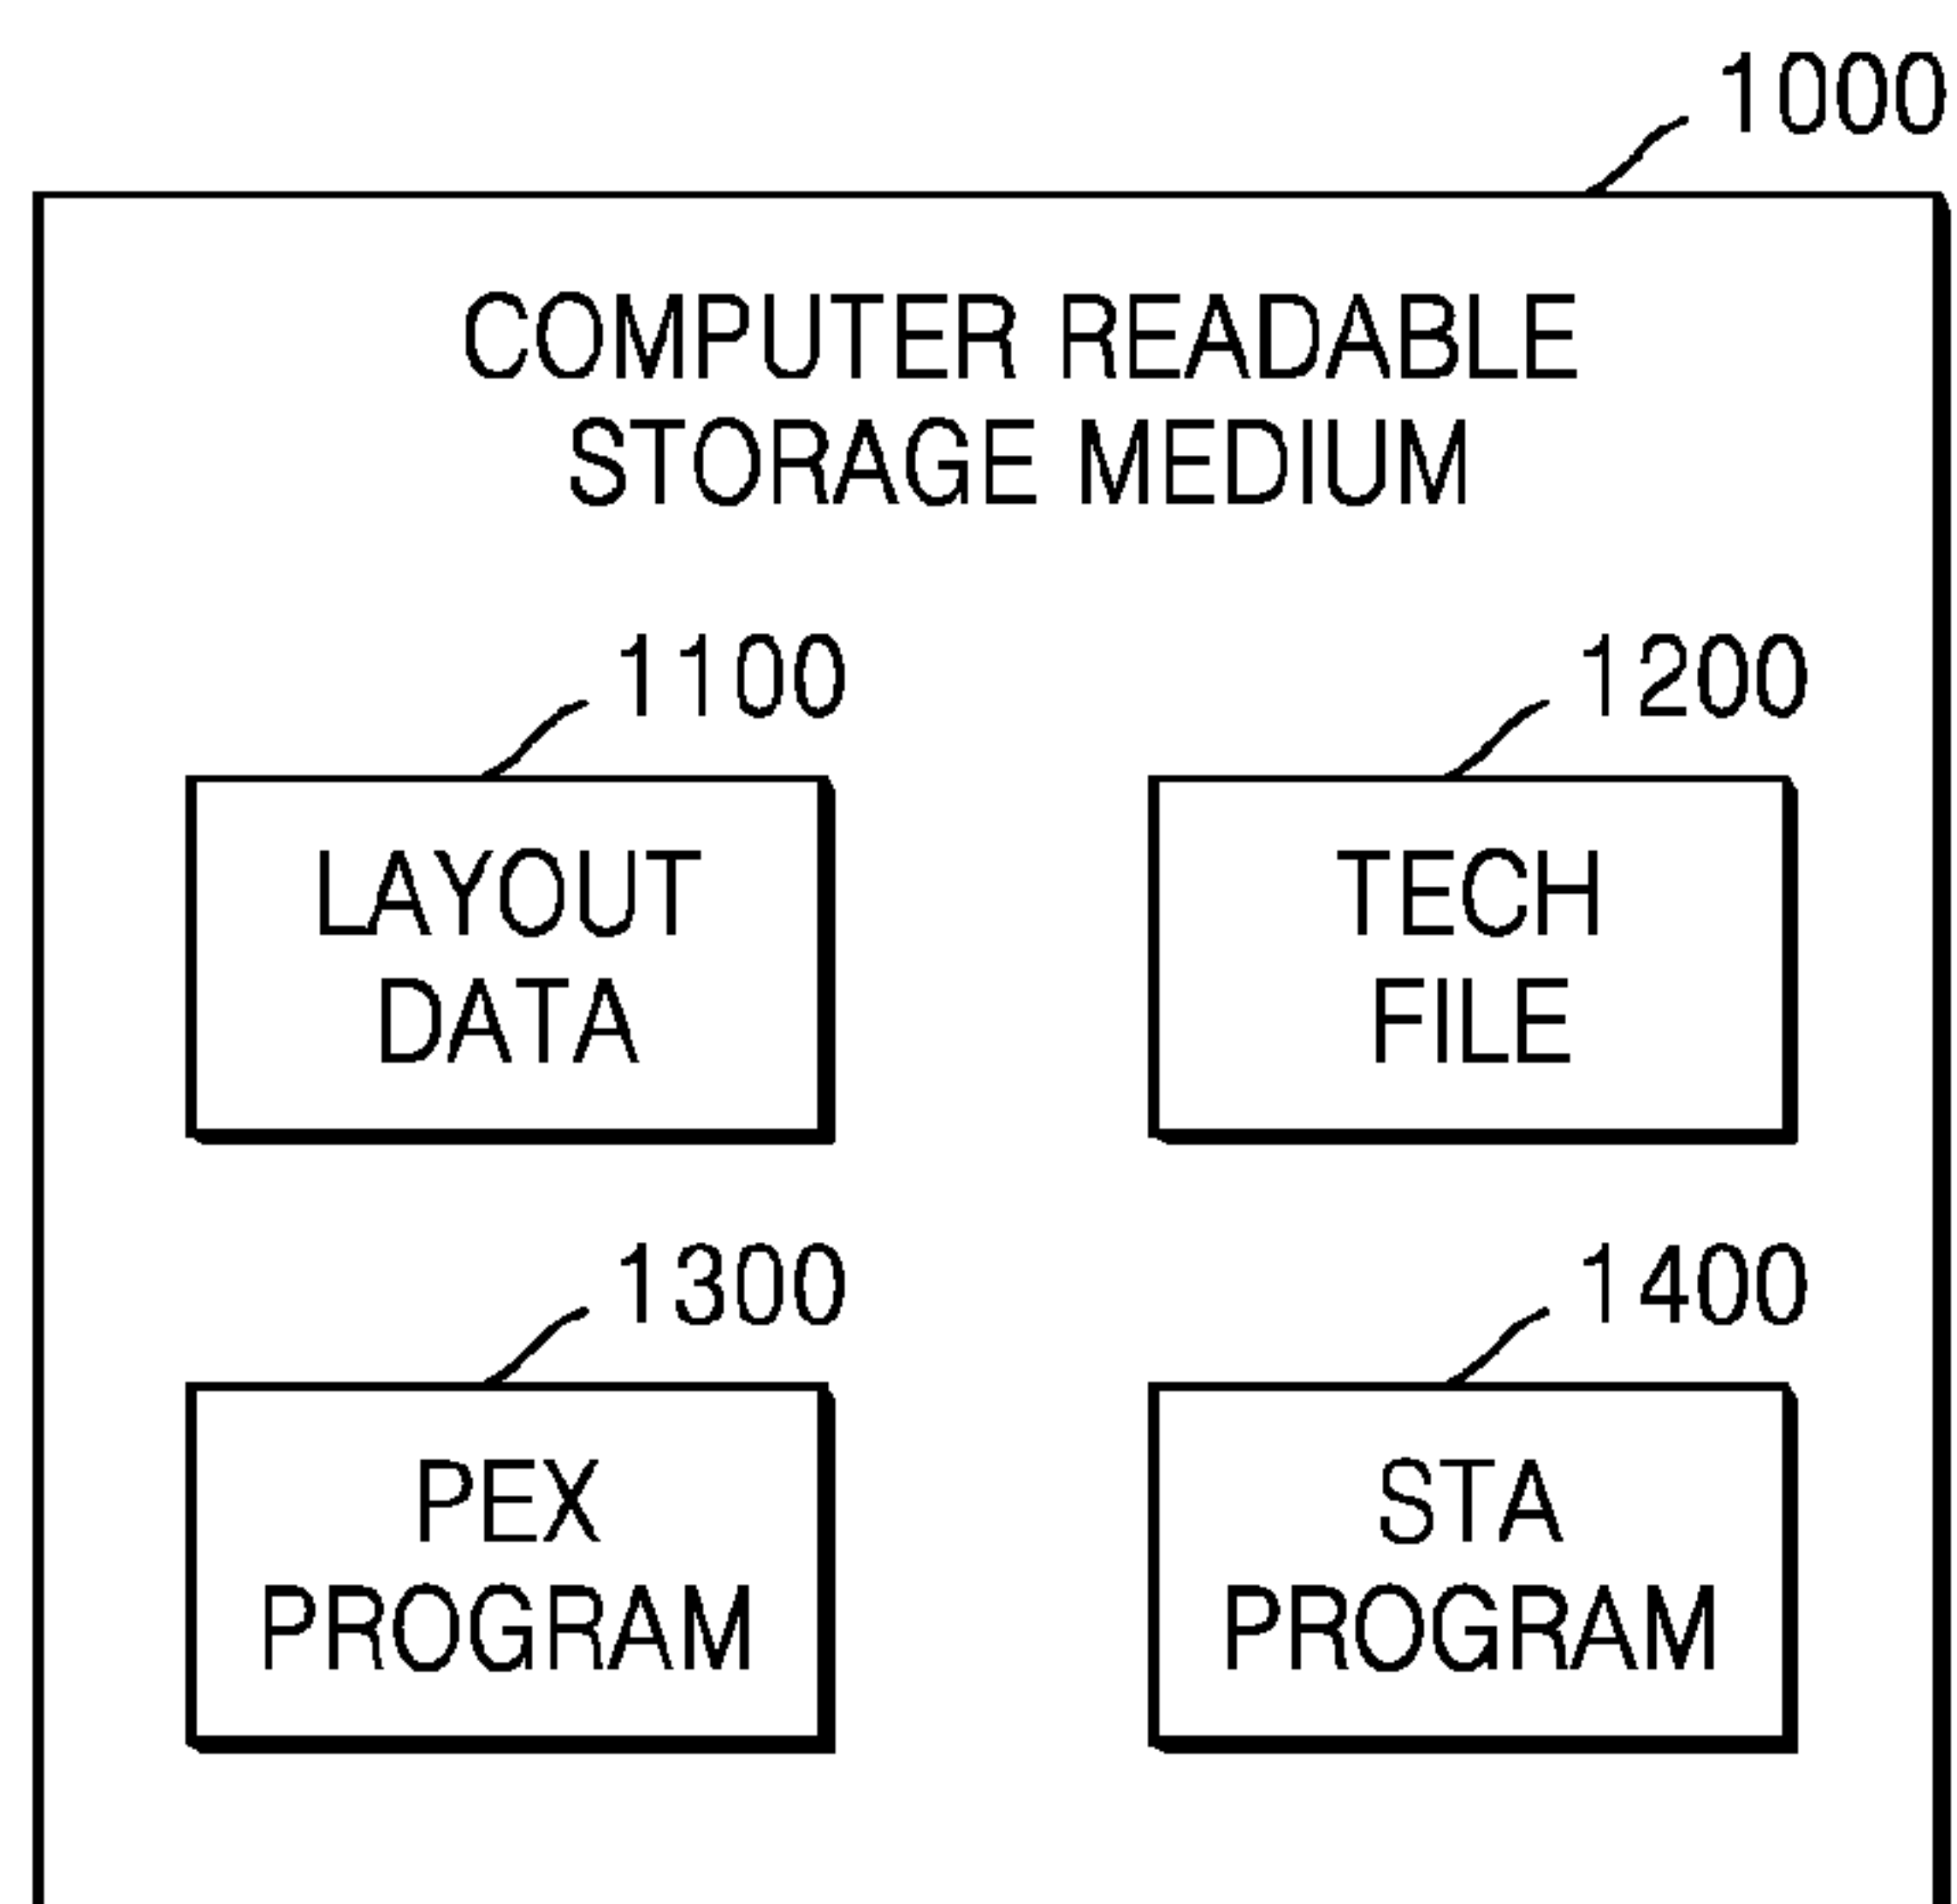 1000
COMPUTER READABLE
STORAGE MEDIUM
1100
LAYOUT
DATA
1200
TECH
FILE
1300
PEX
PROGRAM
1400
STA
PROGRAM